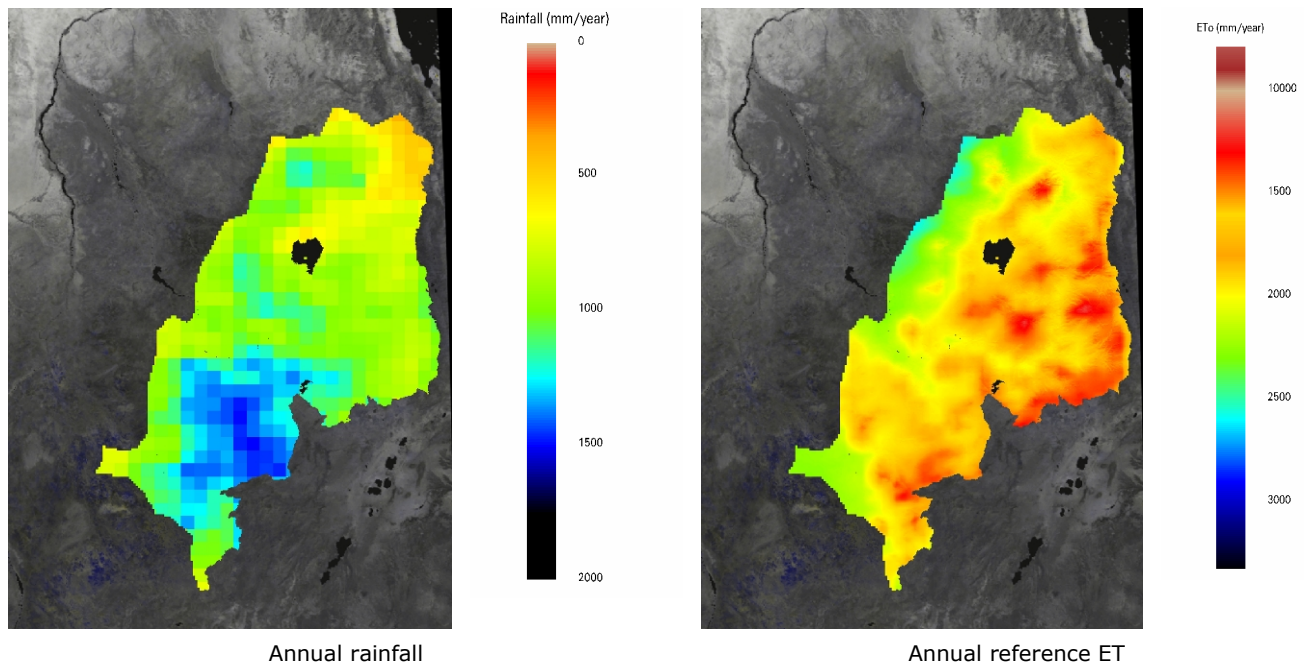 Rainfall (mm/year)
0
500
1000
1500
2000
ETo (mm/year)
10000
1500
2000
2500
3000
Annual rainfall
Annual reference ET